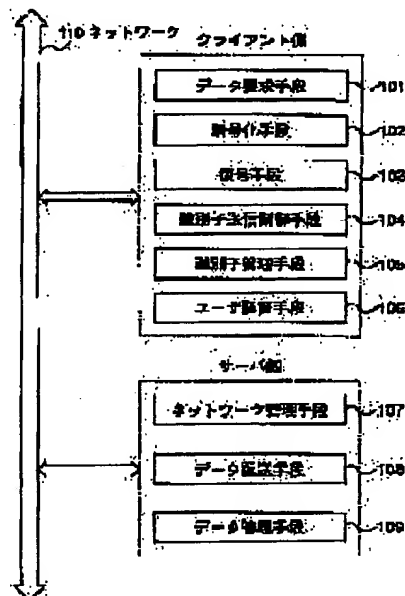 110 ネットワーク
クライアント側
データ要求手段 101
暗号化手段 102
復号手段 103
識別子送信制御手段 104
識別子管理手段 105
ユーザ認証手段 106
サーバ側
ネットワーク管理手段 107
データ配送手段 108
データ管理手段 109